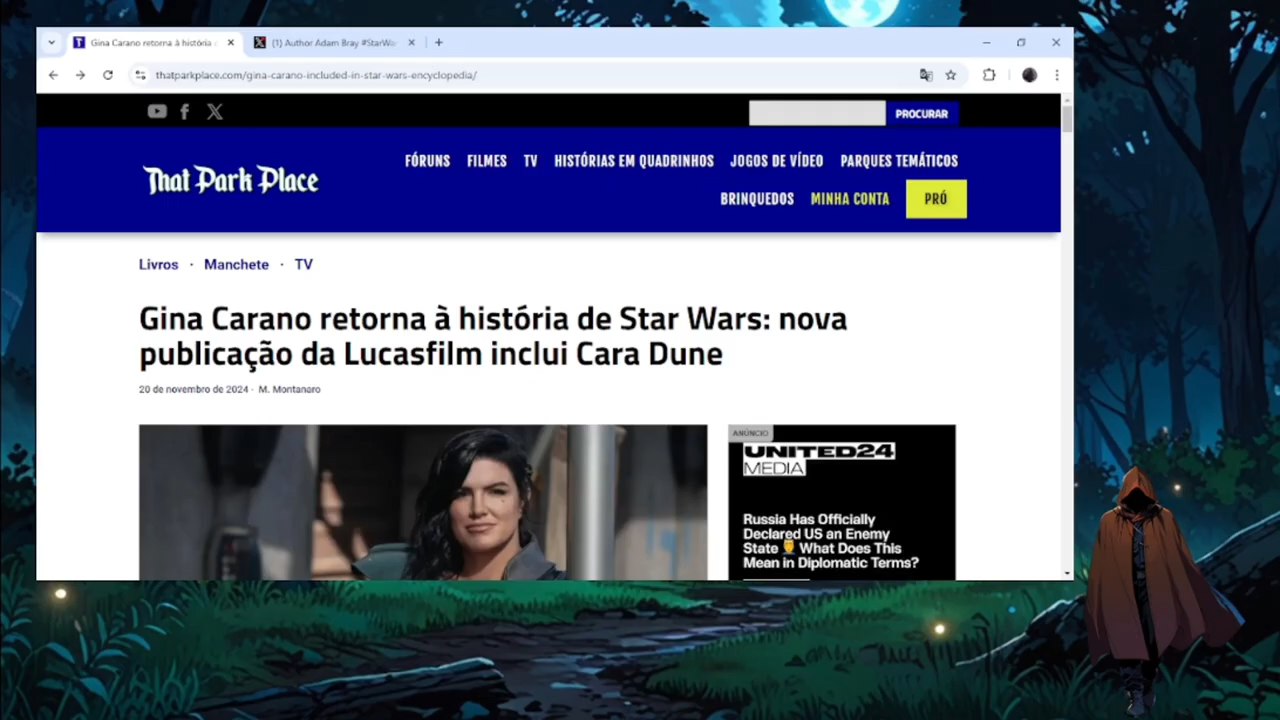 Gina Carano retorna à história c
(1) Author Adam Bray #StarWar
thatparkplace.com/gina-carano-included-in-star-wars-encyclopedia/
PROCURAR
That Park Place
FÓRUNS FILMES TV HISTÓRIAS EM QUADRINHOS JOGOS DE VÍDEO PARQUES TEMÁTICOS
BRINQUEDOS MINHA CONTA PRÓ
Livros · Manchete · TV
Gina Carano retorna à história de Star Wars: nova
publicação da Lucasfilm inclui Cara Dune
20 de novembro de 2024 · M. Montanaro
ANÚNCIO
UNITED24
MEDIA
Russia Has Officially
Declared US an Enemy
State What Does This
Mean in Diplomatic Terms?